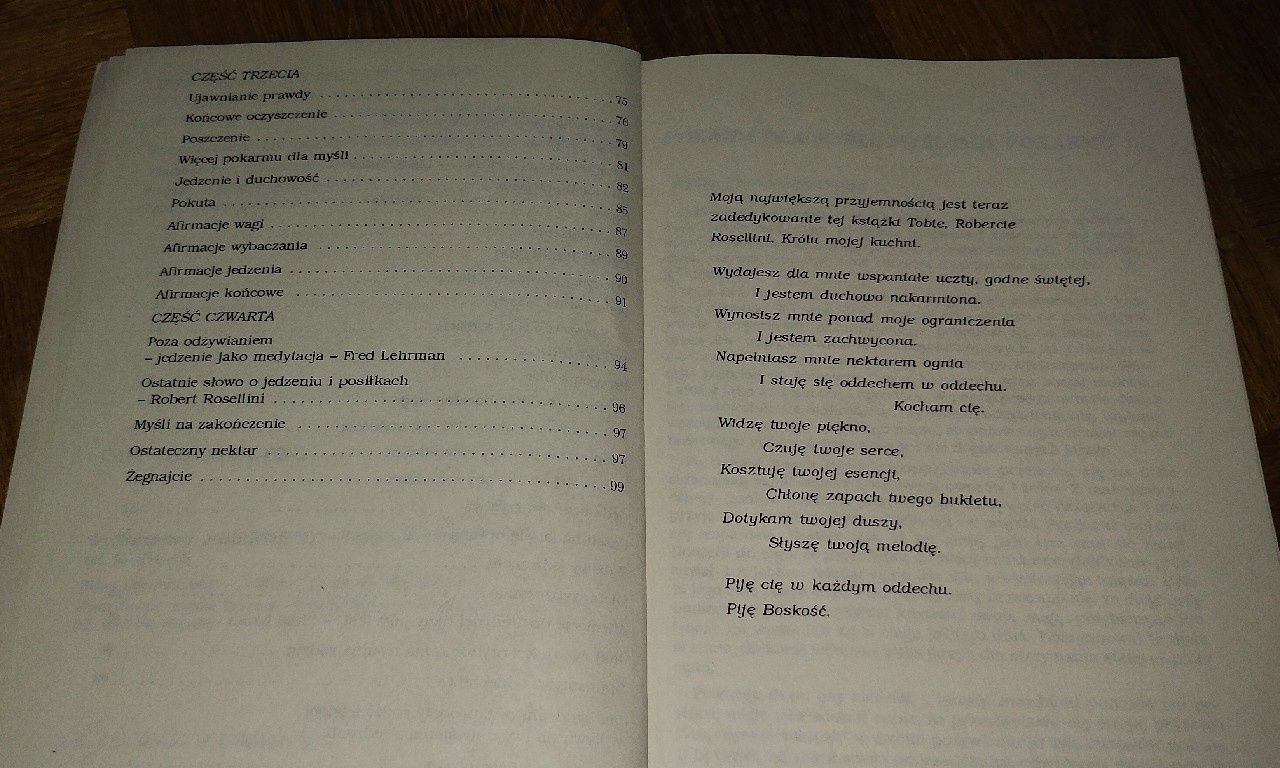 CZĘŚĆ TRZECIA
Ujawnianie prawdy . . . . . . . . . . . . . . . . . . . . . . . . . . . . . . . . 75
Końcowe oczyszczenie . . . . . . . . . . . . . . . . . . . . . . . . . . . . . . 76
Poszczenie . . . . . . . . . . . . . . . . . . . . . . . . . . . . . . . . . . . . . . 79
Więcej pokarmu dla myśli . . . . . . . . . . . . . . . . . . . . . . . . . . . . 81
Jedzenie i duchowość . . . . . . . . . . . . . . . . . . . . . . . . . . . . . . . 82
Pokuta . . . . . . . . . . . . . . . . . . . . . . . . . . . . . . . . . . . . . . . . . . 85
Afirmacje wagi . . . . . . . . . . . . . . . . . . . . . . . . . . . . . . . . . . . . 87
Afirmacje wybaczania . . . . . . . . . . . . . . . . . . . . . . . . . . . . . . . 89
Afirmacje jedzenia . . . . . . . . . . . . . . . . . . . . . . . . . . . . . . . . . . 90
Afirmacje końcowe . . . . . . . . . . . . . . . . . . . . . . . . . . . . . . . . . 91
CZĘŚĆ CZWARTA
Poza odżywianiem
– jedzenie jako medytacja – Fred Lehrman . . . . . . . . . . . . . . . . 94
Ostatnie słowo o jedzeniu i posiłkach
– Robert Rosellini . . . . . . . . . . . . . . . . . . . . . . . . . . . . . . . . . . . 96
Myśli na zakończenie . . . . . . . . . . . . . . . . . . . . . . . . . . . . . . . . 97
Ostateczny nektar . . . . . . . . . . . . . . . . . . . . . . . . . . . . . . . . . . . 97
Żegnajcie . . . . . . . . . . . . . . . . . . . . . . . . . . . . . . . . . . . . . . . . . . 99
Moją największą przyjemnością jest teraz
zadedykowanie tej książki Tobie, Robercie
Rosellini, Królu mojej kuchni.
Wydajesz dla mnie wspaniałe uczty, godne świętej,
I jestem duchowo nakarmiona.
Wynosisz mnie ponad moje ograniczenia
I jestem zachwycona.
Napełniasz mnie nektarem ognia
I staję się oddechem w oddechu.
Kocham cię.
Widzę twoje piękno,
Czuję twoje serce,
Kosztuję twojej esencji,
Chłonę zapach twego bukietu,
Dotykam twojej duszy,
Słyszę twoją melodię.
Piję cię w każdym oddechu.
Piję Boskość.